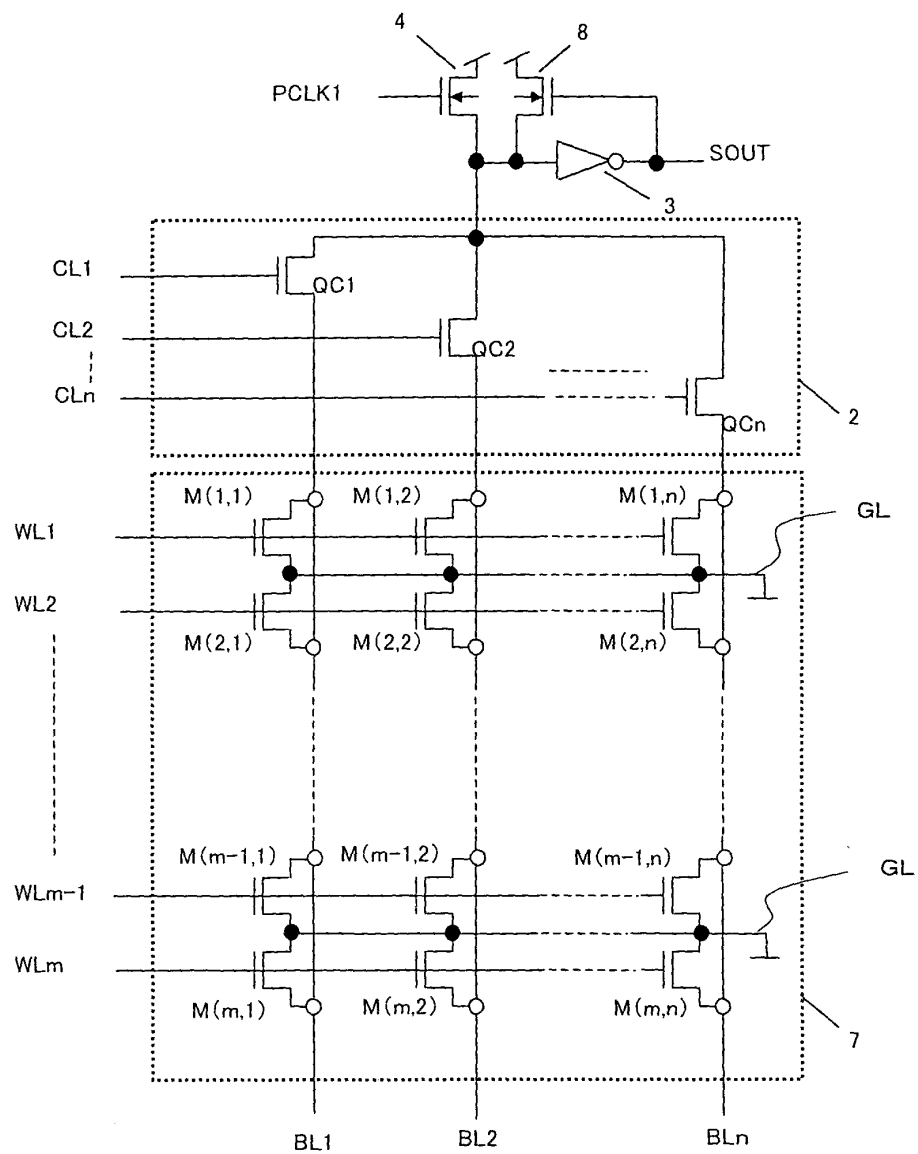 4
8
PCLK1
SOUT
3
CL1
QC1
CL2
QC2
CLn
QCn
2
M(1,1)
M(1,2)
M(1,n)
GL
WL1
WL2
M(2,1)
M(2,2)
M(2,n)
M(m-1,1)
M(m-1,2)
M(m-1,n)
GL
WLm-1
WLm
M(m,1)
M(m,2)
M(m,n)
7
BL1
BL2
BLn